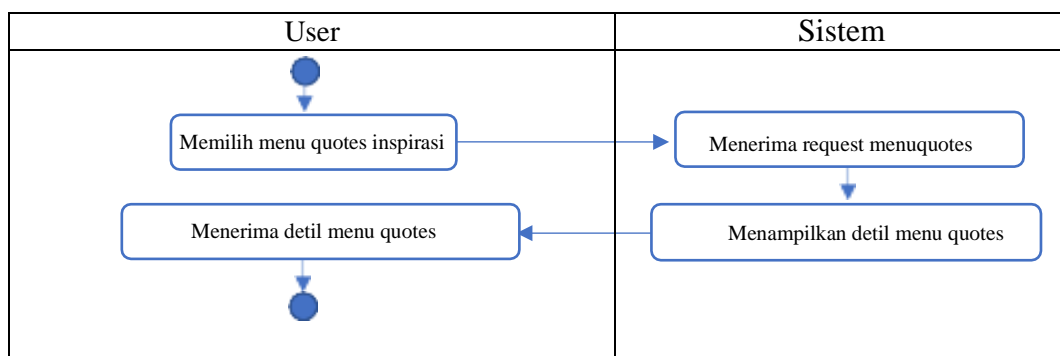 User
Sistem
Memilih menu quotes inspirasi
Menerima request menuquotes
Menerima detil menu quotes
Menampilkan detil menu quotes